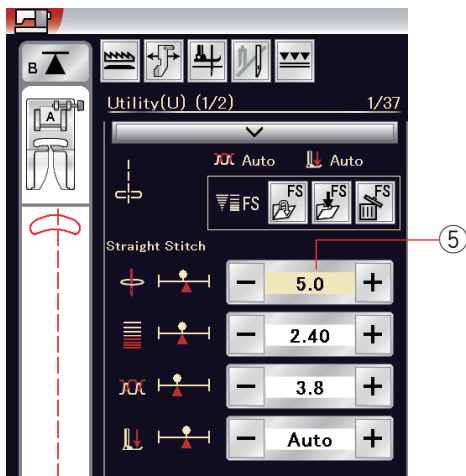 B
A
Utility(U) (1/2) 1/37
Auto Auto
FS FS FS FS
Straight Stitch
5.0
2.40
3.8
Auto
5